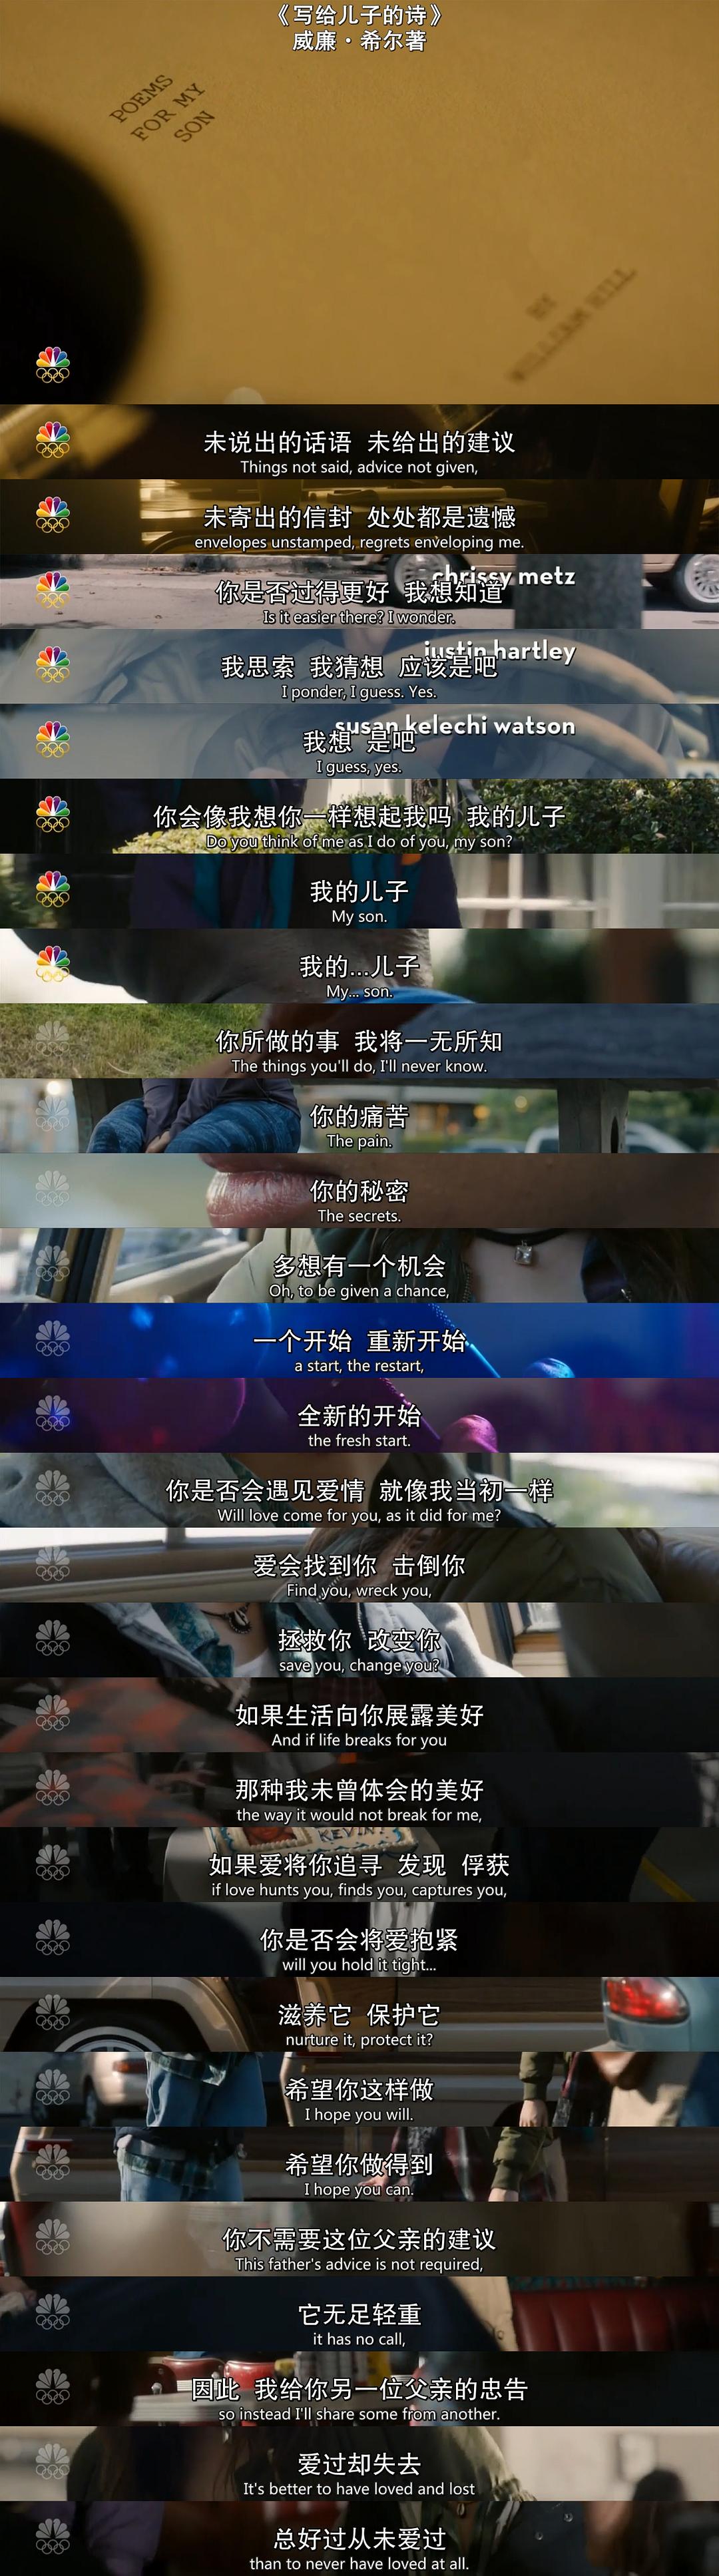 《写给儿子的诗》
威廉·希尔著
POEMS
FOR MY
SON
BY
WILLIAM HILL
未说出的话语 未给出的建议
Things not said, advice not given,
未寄出的信封 处处都是遗憾
envelopes unstamped, regrets enveloping me.
chrissy metz
你是否过得更好 我想知道
Is it easier there? I wonder.
justin hartley
我思索 我猜想 应该是吧
I ponder, I guess. Yes.
susan kelechi watson
我想 是吧
I guess, yes.
你会像我想你一样想起我吗 我的儿子
Do you think of me as I do of you, my son?
我的儿子
My son.
我的...儿子
My... son.
你所做的事 我将一无所知
The things you'll do, I'll never know.
你的痛苦
The pain.
你的秘密
The secrets.
多想有一个机会
Oh, to be given a chance,
一个开始 重新开始
a start, the restart,
全新的开始
the fresh start.
你是否会遇见爱情 就像我当初一样
Will love come for you, as it did for me?
爱会找到你 击倒你
Find you, wreck you,
拯救你 改变你
save you, change you?
如果生活向你展露美好
And if life breaks for you
那种我未曾体会的美好
the way it would not break for me,
KEVIN
如果爱将你追寻 发现 俘获
if love hunts you, finds you, captures you,
你是否会将爱抱紧
will you hold it tight...
滋养它 保护它
nurture it, protect it?
希望你这样做
I hope you will.
希望你做得到
I hope you can.
你不需要这位父亲的建议
This father's advice is not required,
它无足轻重
it has no call,
因此 我给你另一位父亲的忠告
so instead I'll share some from another.
爱过却失去
It's better to have loved and lost
总好过从未爱过
than to never have loved at all.